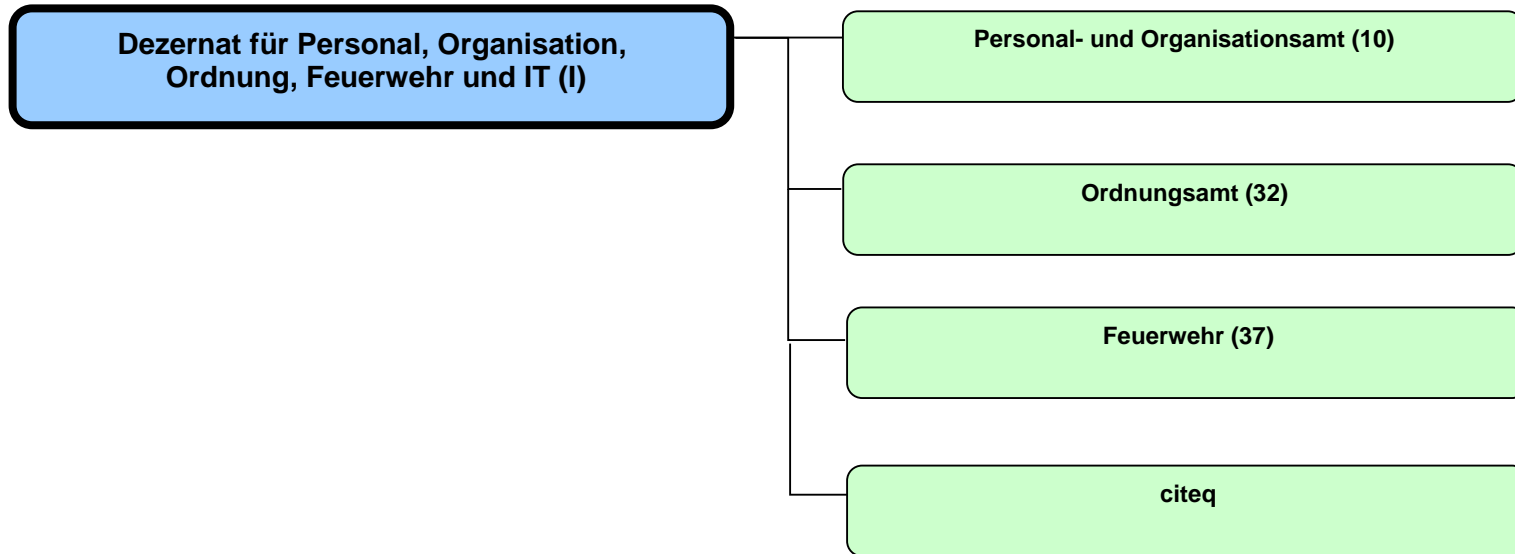 Dezernat für Personal, Organisation,
Ordnung, Feuerwehr und IT (I)
Personal- und Organisationsamt (10)
Ordnungsamt (32)
Feuerwehr (37)
citeq